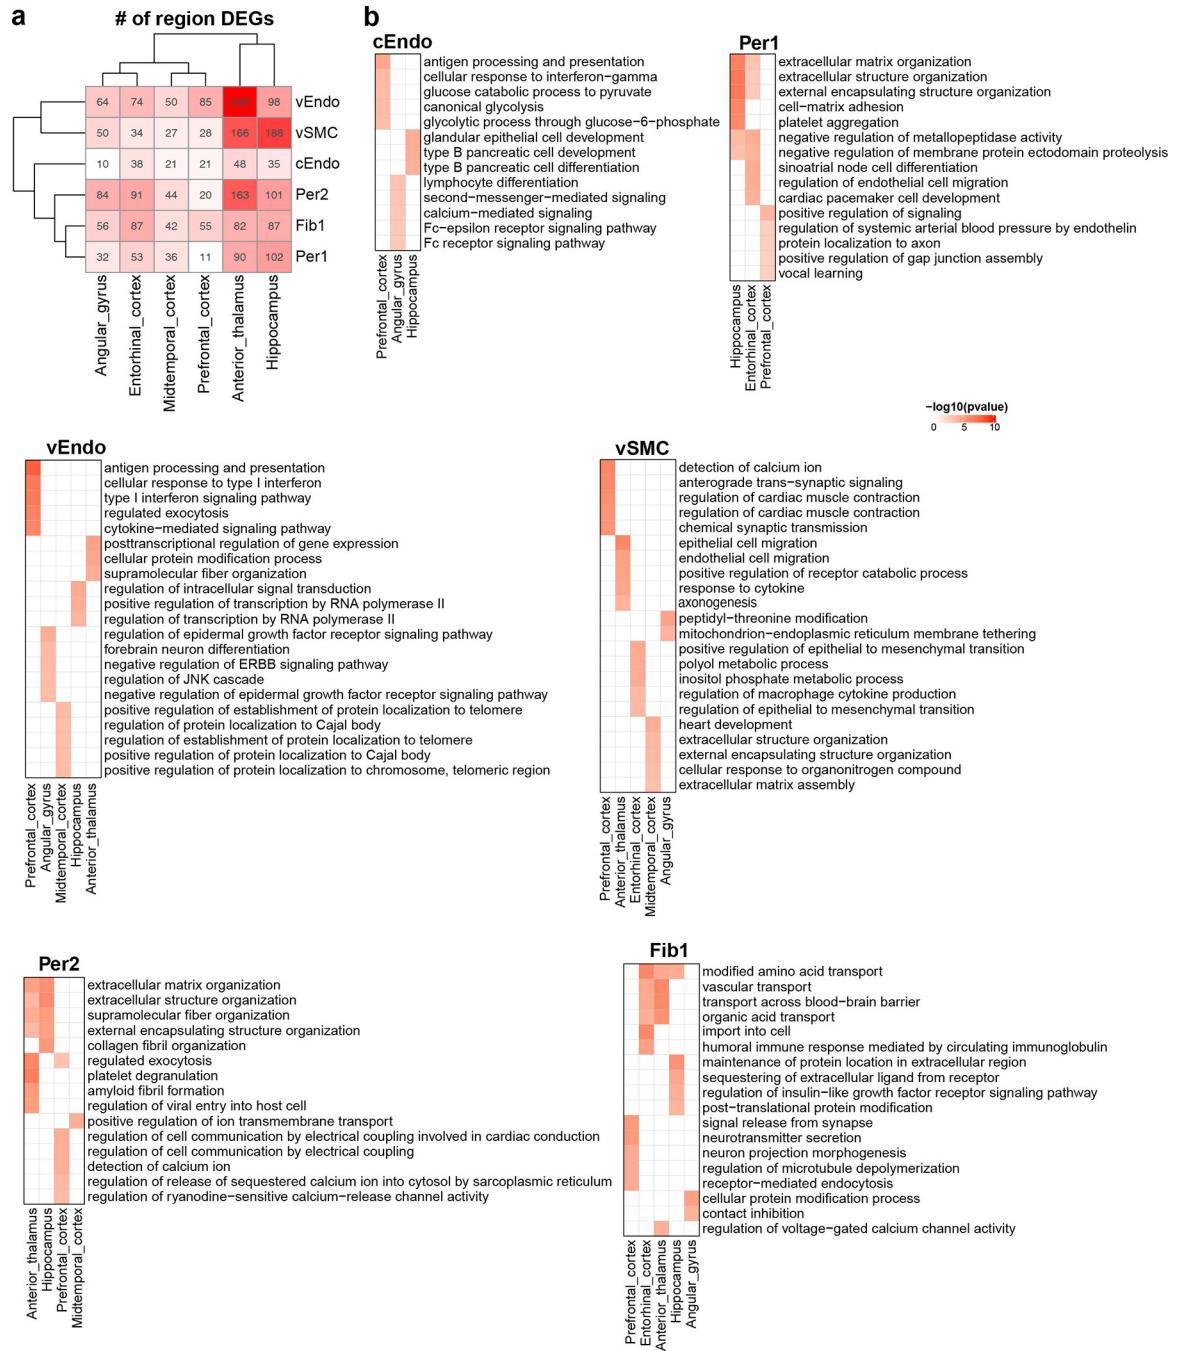 a
# of region DEGs
64 74 50 85 246 98 vEndo
50 34 27 28 166 188 vSMC
10 38 21 21 48 35 cEndo
84 91 44 20 163 101 Per2
56 87 42 55 82 87 Fib1
32 53 36 11 90 102 Per1
Angular_gyrus
Entorhinal_cortex
Midtemporal_cortex
Prefrontal_cortex
Anterior_thalamus
Hippocampus
b
cEndo
antigen processing and presentation
cellular response to interferon−gamma
glucose catabolic process to pyruvate
canonical glycolysis
glycolytic process through glucose−6−phosphate
glandular epithelial cell development
type B pancreatic cell development
type B pancreatic cell differentiation
lymphocyte differentiation
second−messenger−mediated signaling
calcium−mediated signaling
Fc−epsilon receptor signaling pathway
Fc receptor signaling pathway
Prefrontal_cortex
Angular_gyrus
Hippocampus
Per1
extracellular matrix organization
extracellular structure organization
external encapsulating structure organization
cell−matrix adhesion
platelet aggregation
negative regulation of metallopeptidase activity
negative regulation of membrane protein ectodomain proteolysis
sinoatrial node cell differentiation
regulation of endothelial cell migration
cardiac pacemaker cell development
positive regulation of signaling
regulation of systemic arterial blood pressure by endothelin
protein localization to axon
positive regulation of gap junction assembly
vocal learning
Hippocampus
Entorhinal_cortex
Prefrontal_cortex
−log10(pvalue)
0 5 10
vEndo
antigen processing and presentation
cellular response to type I interferon
type I interferon signaling pathway
regulated exocytosis
cytokine−mediated signaling pathway
posttranscriptional regulation of gene expression
cellular protein modification process
supramolecular fiber organization
regulation of intracellular signal transduction
positive regulation of transcription by RNA polymerase II
regulation of transcription by RNA polymerase II
regulation of epidermal growth factor receptor signaling pathway
forebrain neuron differentiation
negative regulation of ERBB signaling pathway
regulation of JNK cascade
negative regulation of epidermal growth factor receptor signaling pathway
positive regulation of establishment of protein localization to telomere
regulation of protein localization to Cajal body
regulation of establishment of protein localization to telomere
positive regulation of protein localization to Cajal body
positive regulation of protein localization to chromosome, telomeric region
Prefrontal_cortex
Angular_gyrus
Midtemporal_cortex
Hippocampus
Anterior_thalamus
vSMC
detection of calcium ion
anterograde trans−synaptic signaling
regulation of cardiac muscle contraction
regulation of cardiac muscle contraction
chemical synaptic transmission
epithelial cell migration
endothelial cell migration
positive regulation of receptor catabolic process
response to cytokine
axonogenesis
peptidyl−threonine modification
mitochondrion−endoplasmic reticulum membrane tethering
positive regulation of epithelial to mesenchymal transition
polyol metabolic process
inositol phosphate metabolic process
regulation of macrophage cytokine production
regulation of epithelial to mesenchymal transition
heart development
extracellular structure organization
external encapsulating structure organization
cellular response to organonitrogen compound
extracellular matrix assembly
Prefrontal_cortex
Anterior_thalamus
Entorhinal_cortex
Midtemporal_cortex
Angular_gyrus
Per2
extracellular matrix organization
extracellular structure organization
supramolecular fiber organization
external encapsulating structure organization
collagen fibril organization
regulated exocytosis
platelet degranulation
amyloid fibril formation
regulation of viral entry into host cell
positive regulation of ion transmembrane transport
regulation of cell communication by electrical coupling involved in cardiac conduction
regulation of cell communication by electrical coupling
detection of calcium ion
regulation of release of sequestered calcium ion into cytosol by sarcoplasmic reticulum
regulation of ryanodine−sensitive calcium−release channel activity
Anterior_thalamus
Hippocampus
Prefrontal_cortex
Midtemporal_cortex
Fib1
modified amino acid transport
vascular transport
transport across blood−brain barrier
organic acid transport
import into cell
humoral immune response mediated by circulating immunoglobulin
maintenance of protein location in extracellular region
sequestering of extracellular ligand from receptor
regulation of insulin−like growth factor receptor signaling pathway
post−translational protein modification
signal release from synapse
neurotransmitter secretion
neuron projection morphogenesis
regulation of microtubule depolymerization
receptor−mediated endocytosis
cellular protein modification process
contact inhibition
regulation of voltage−gated calcium channel activity
Prefrontal_cortex
Entorhinal_cortex
Anterior_thalamus
Hippocampus
Angular_gyrus